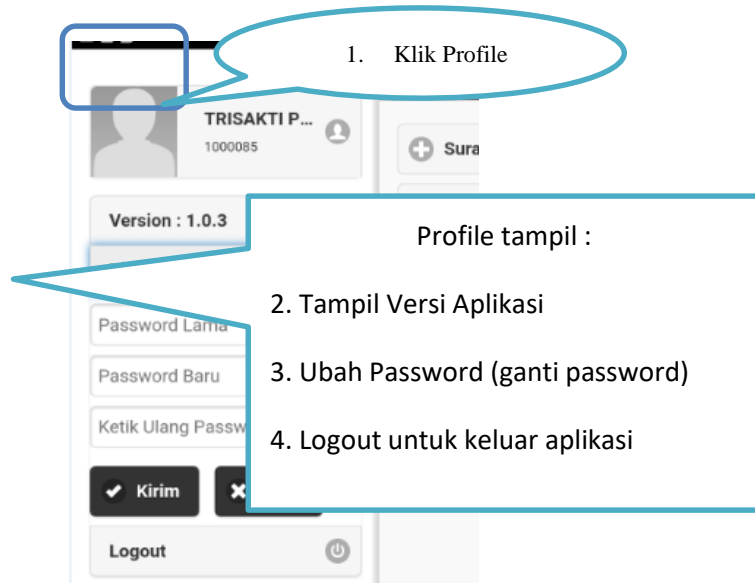 1. Klik Profile
TRISAKTI P...
1000085
Sura
Version : 1.0.3
Profile tampil :
2. Tampil Versi Aplikasi
Password Lama
3. Ubah Password (ganti password)
Password Baru
4. Logout untuk keluar aplikasi
Ketik Ulang Passw
Kirim
Logout